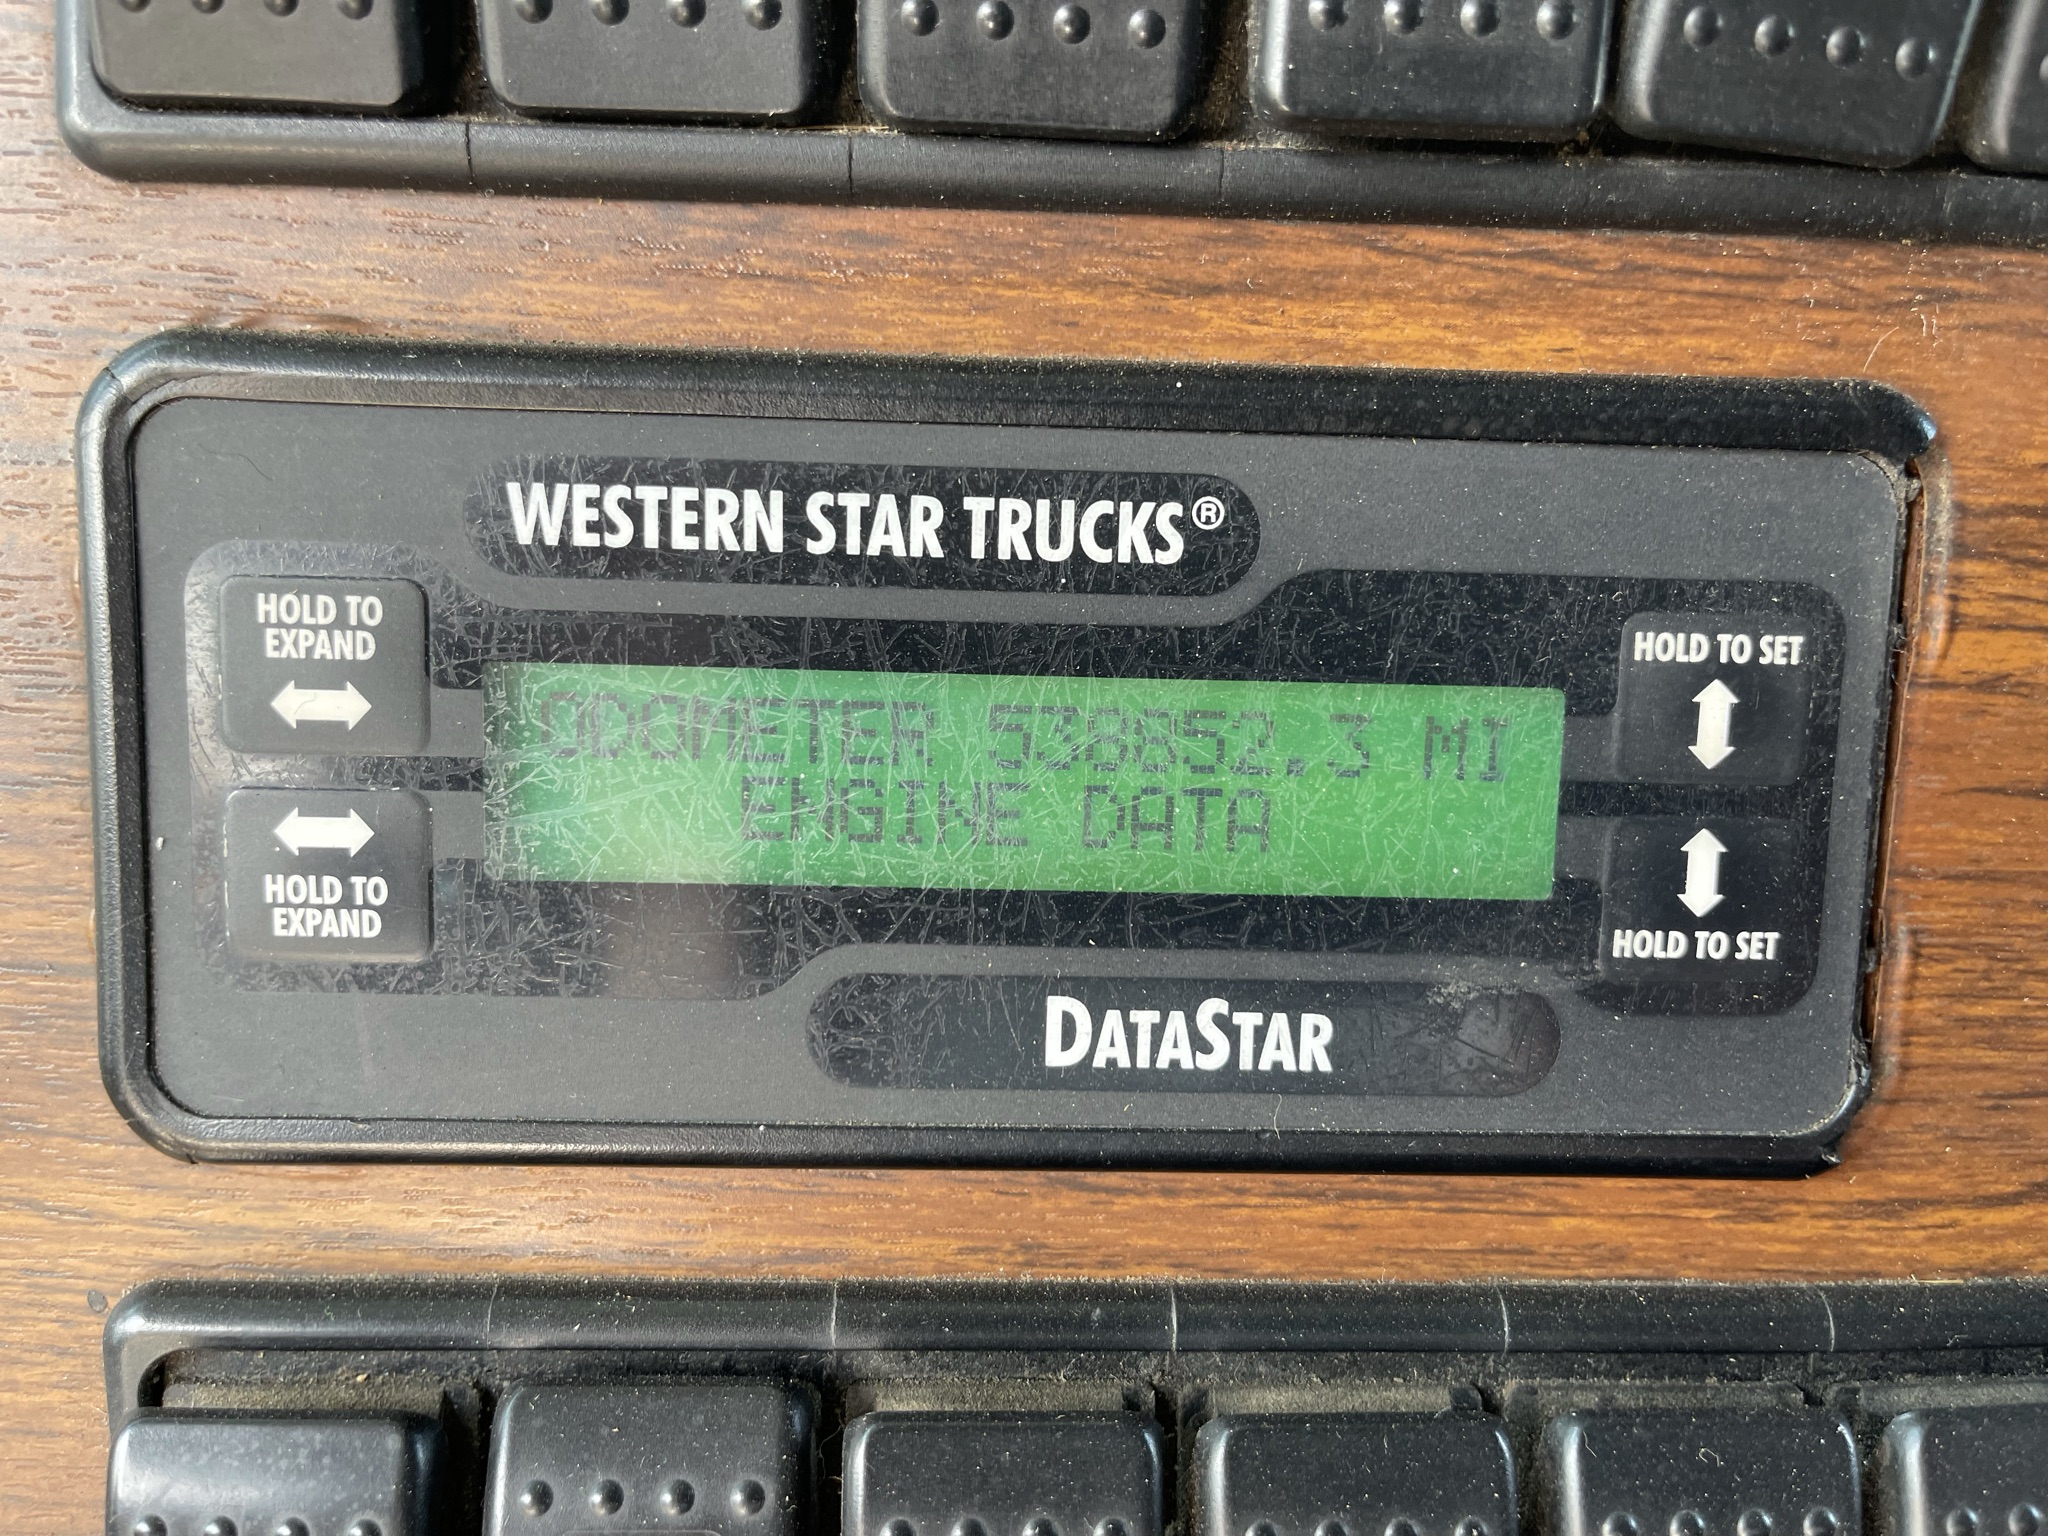 WESTERN STAR TRUCKS®
HOLD TO
EXPAND
HOLD TO SET
ODOMETER 538852.3 MI
ENGINE DATA
HOLD TO
EXPAND
HOLD TO SET
DATASTAR